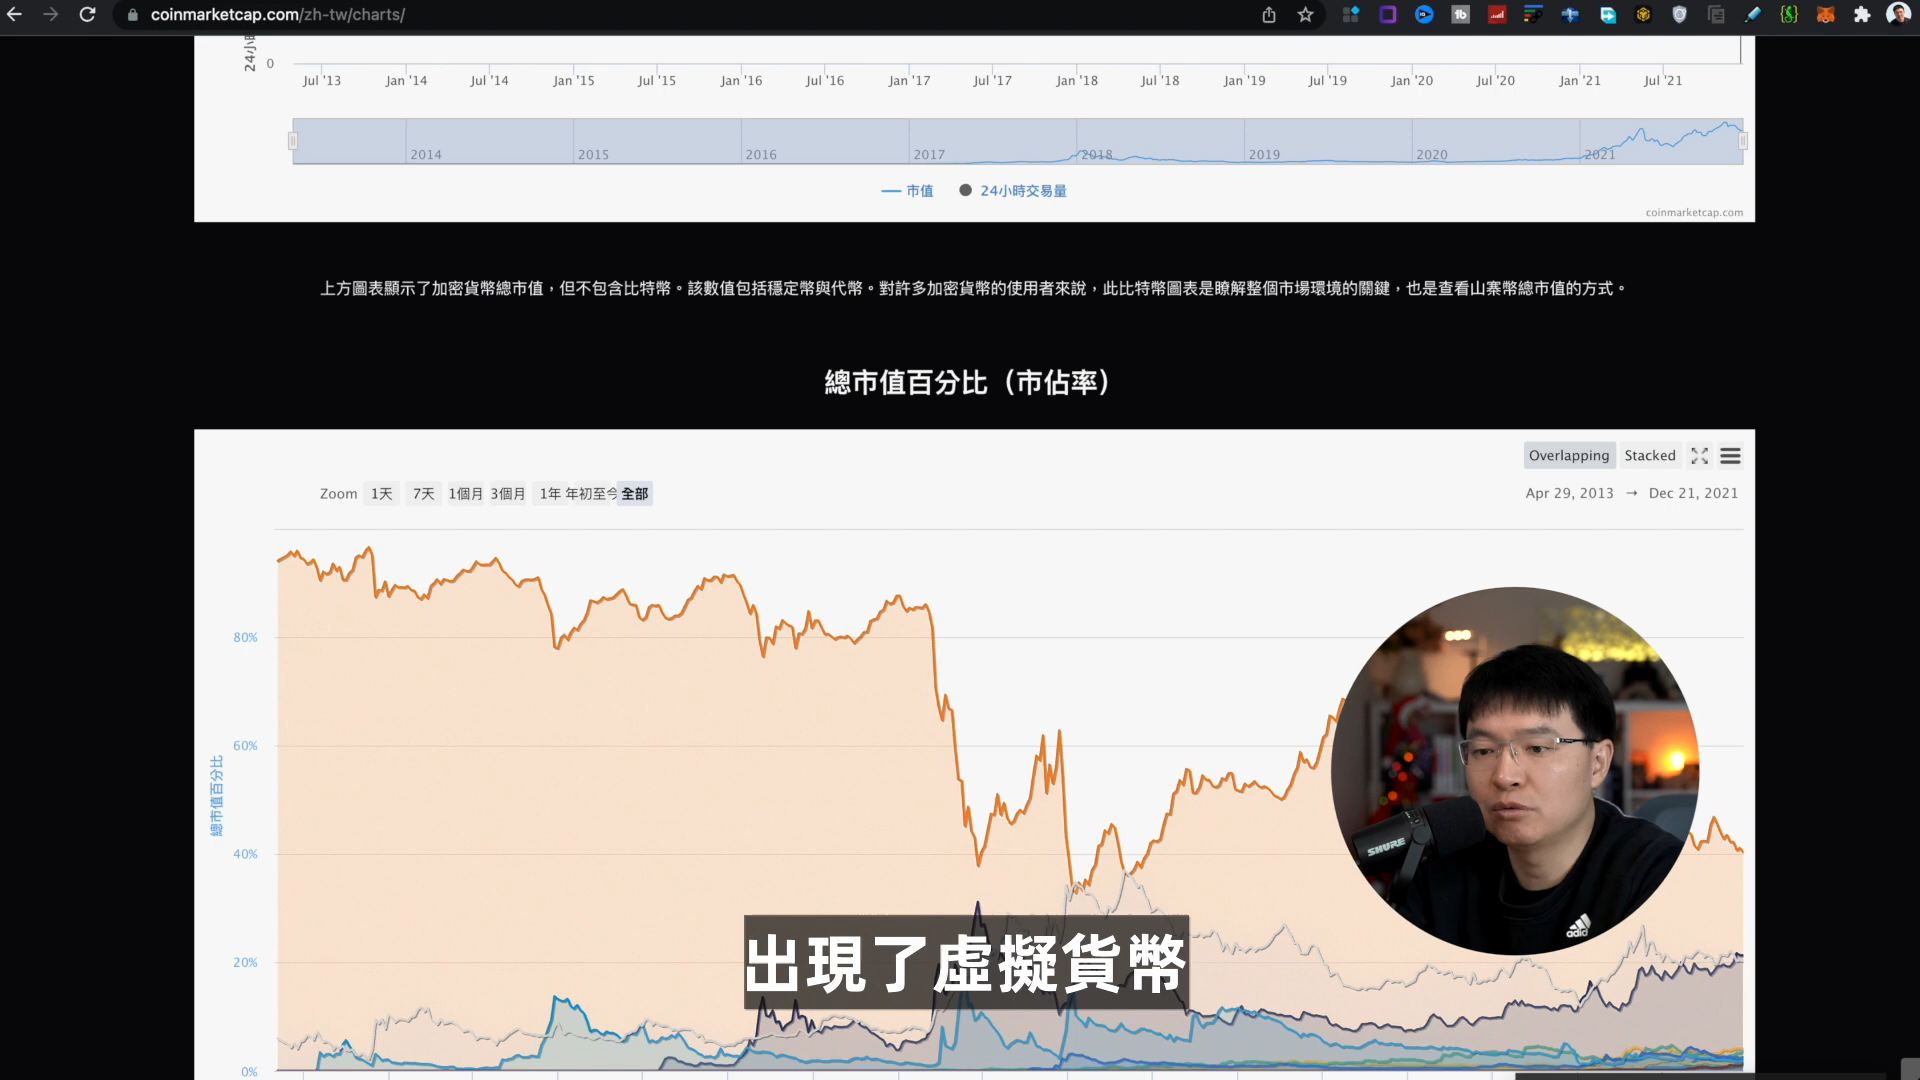 coinmarketcap.com/zh-tw/charts/
24小時
0
Jul '13 Jan '14 Jul '14 Jan '15 Jul '15 Jan '16 Jul '16 Jan '17 Jul '17 Jan '18 Jul '18 Jan '19 Jul '19 Jan '20 Jul '20 Jan '21 Jul '21
2014 2015 2016 2017 2018 2019 2020 2021
市值 24小時交易量
coinmarketcap.com
上方圖表顯示了加密貨幣總市值，但不包含比特幣。該數值包括穩定幣與代幣。對許多加密貨幣的使用者來說，此比特幣圖表是瞭解整個市場環境的關鍵，也是查看山寨幣總市值的方式。
總市值百分比（市佔率）
Overlapping Stacked
Zoom 1天 7天 1個月 3個月 1年 年初至今 全部
Apr 29, 2013 → Dec 21, 2021
80%
60%
40%
20%
0%
總市值百分比
SHURE
adid
出現了虛擬貨幣